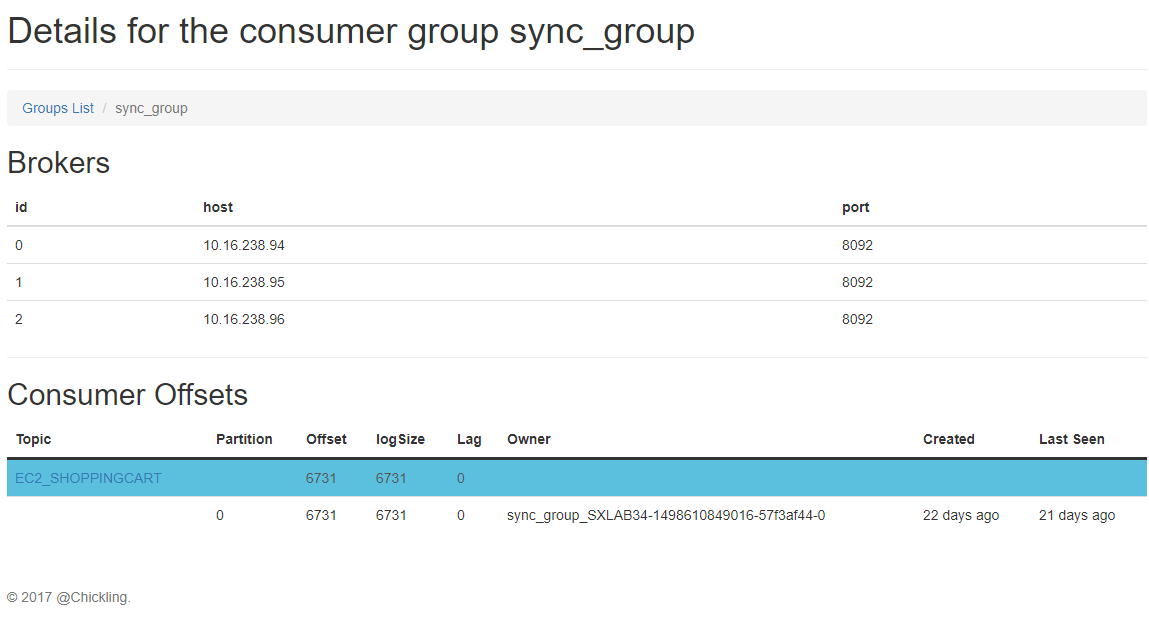 Details for the consumer group sync_group
Groups List / sync_group
Brokers
id host port
0 10.16.238.94 8092
1 10.16.238.95 8092
2 10.16.238.96 8092
Consumer Offsets
Topic Partition Offset logSize Lag Owner Created Last Seen
EC2_SHOPPINGCART 6731 6731 0
0 6731 6731 0 sync_group_SXLAB34-1498610849016-57f3af44-0 22 days ago 21 days ago
© 2017 @Chickling.